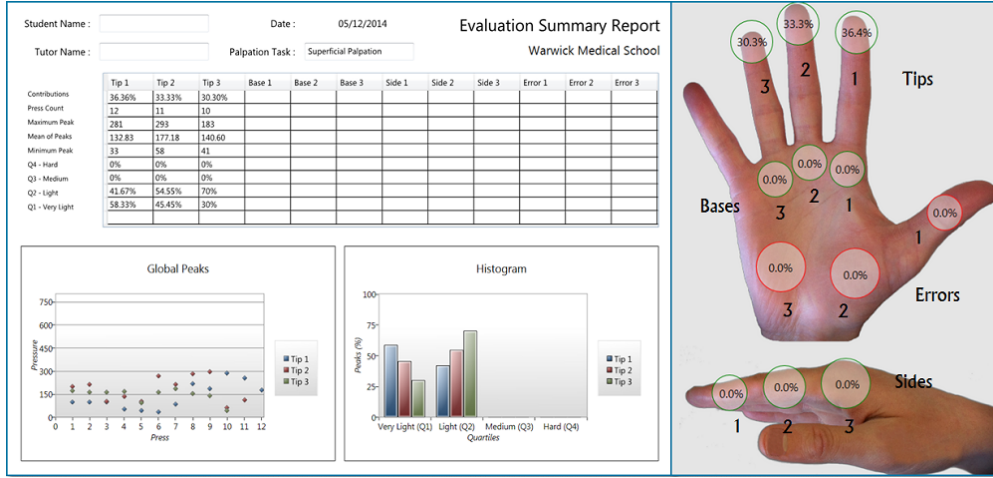 Student Name :
Date :
05/12/2014
Evaluation Summary Report
Tutor Name :
Palpation Task :
Superficial Palpation
Warwick Medical School
Tip 1 Tip 2 Tip 3 Base 1 Base 2 Base 3 Side 1 Side 2 Side 3 Error 1 Error 2 Error 3
Contributions 36.36% 33.33% 30.30%
Press Count 12 11 10
Maximum Peak 281 293 183
Mean of Peaks 132.83 177.18 140.60
Minimum Peak 33 58 41
Q4 - Hard 0% 0% 0%
Q3 - Medium 0% 0% 0%
Q2 - Light 41.67% 54.55% 70%
Q1 - Very Light 58.33% 45.45% 30%
Global Peaks
Pressure
750
600
450
300
150
0
0 1 2 3 4 5 6 7 8 9 10 11 12
Press
Tip 1
Tip 2
Tip 3
Histogram
Peaks (%)
100
75
50
25
0
Very Light (Q1) Light (Q2) Medium (Q3) Hard (Q4)
Quartiles
Tip 1
Tip 2
Tip 3
30.3% 33.3% 36.4%
3 2 1
Tips
0.0% 0.0% 0.0%
Bases
3 2 1
0.0%
1
0.0% 0.0%
Errors
3 2
0.0% 0.0% 0.0%
Sides
1 2 3